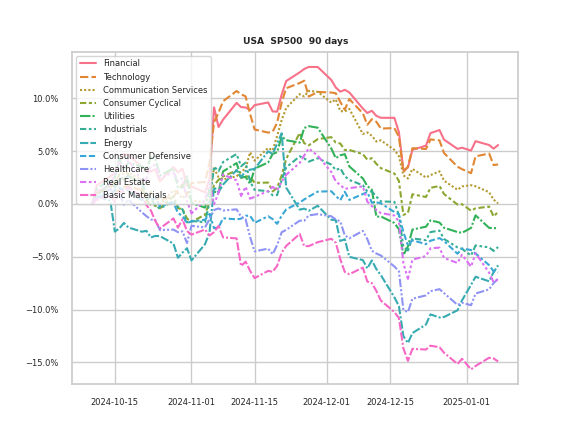 USA SP500 90 days
Financial
Technology
Communication Services
Consumer Cyclical
Utilities
Industrials
Energy
Consumer Defensive
Healthcare
Real Estate
Basic Materials
10.0%
5.0%
0.0%
−5.0%
−10.0%
−15.0%
2024-10-15
2024-11-01
2024-11-15
2024-12-01
2024-12-15
2025-01-01